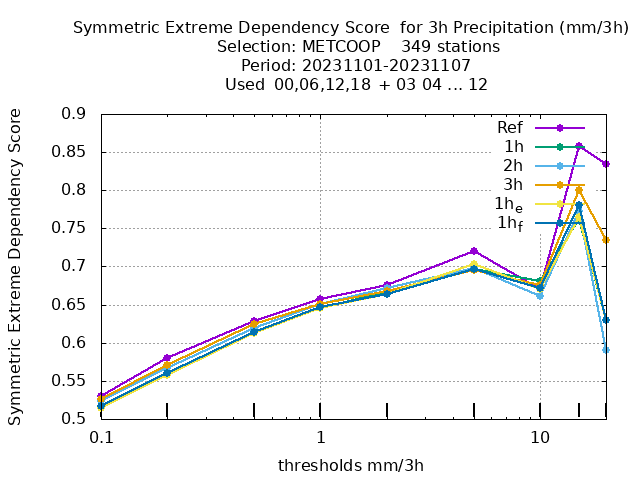 Symmetric Extreme Dependency Score  for 3h Precipitation (mm/3h)
Selection: METCOOP    349 stations
Period: 20231101-20231107
Used  00,06,12,18  + 03 04 ... 12
Symmetric Extreme Dependency Score
0.9
0.85
0.8
0.75
0.7
0.65
0.6
0.55
0.5
Ref
1h
2h
3h
1he
1hf
0.1
1
10
thresholds mm/3h